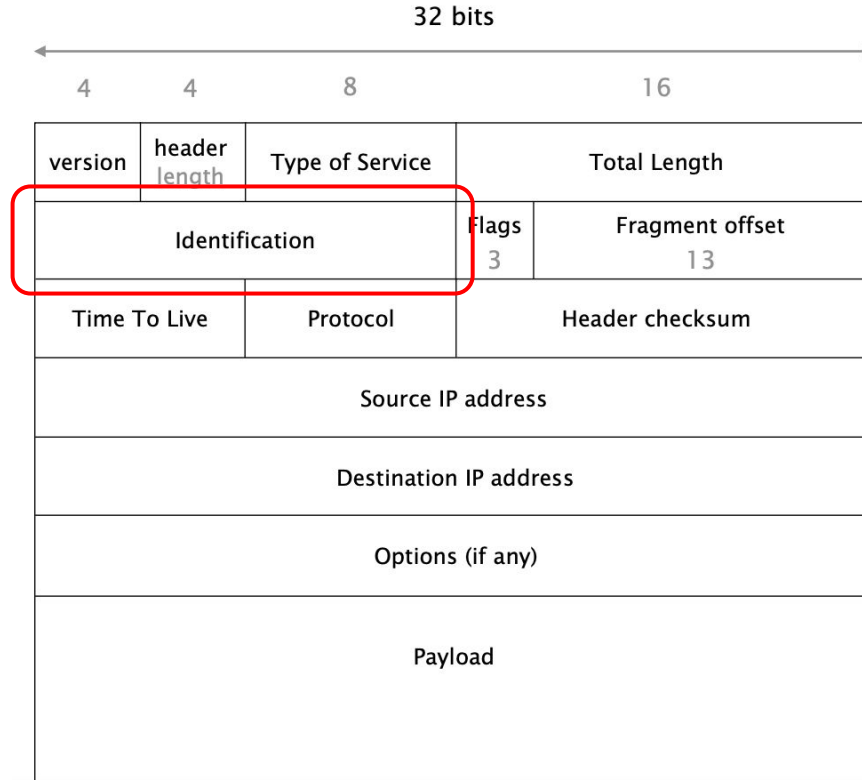 32 bits
4 4 8 16
version header length Type of Service Total Length
Identification Flags 3 Fragment offset 13
Time To Live Protocol Header checksum
Source IP address
Destination IP address
Options (if any)
Payload